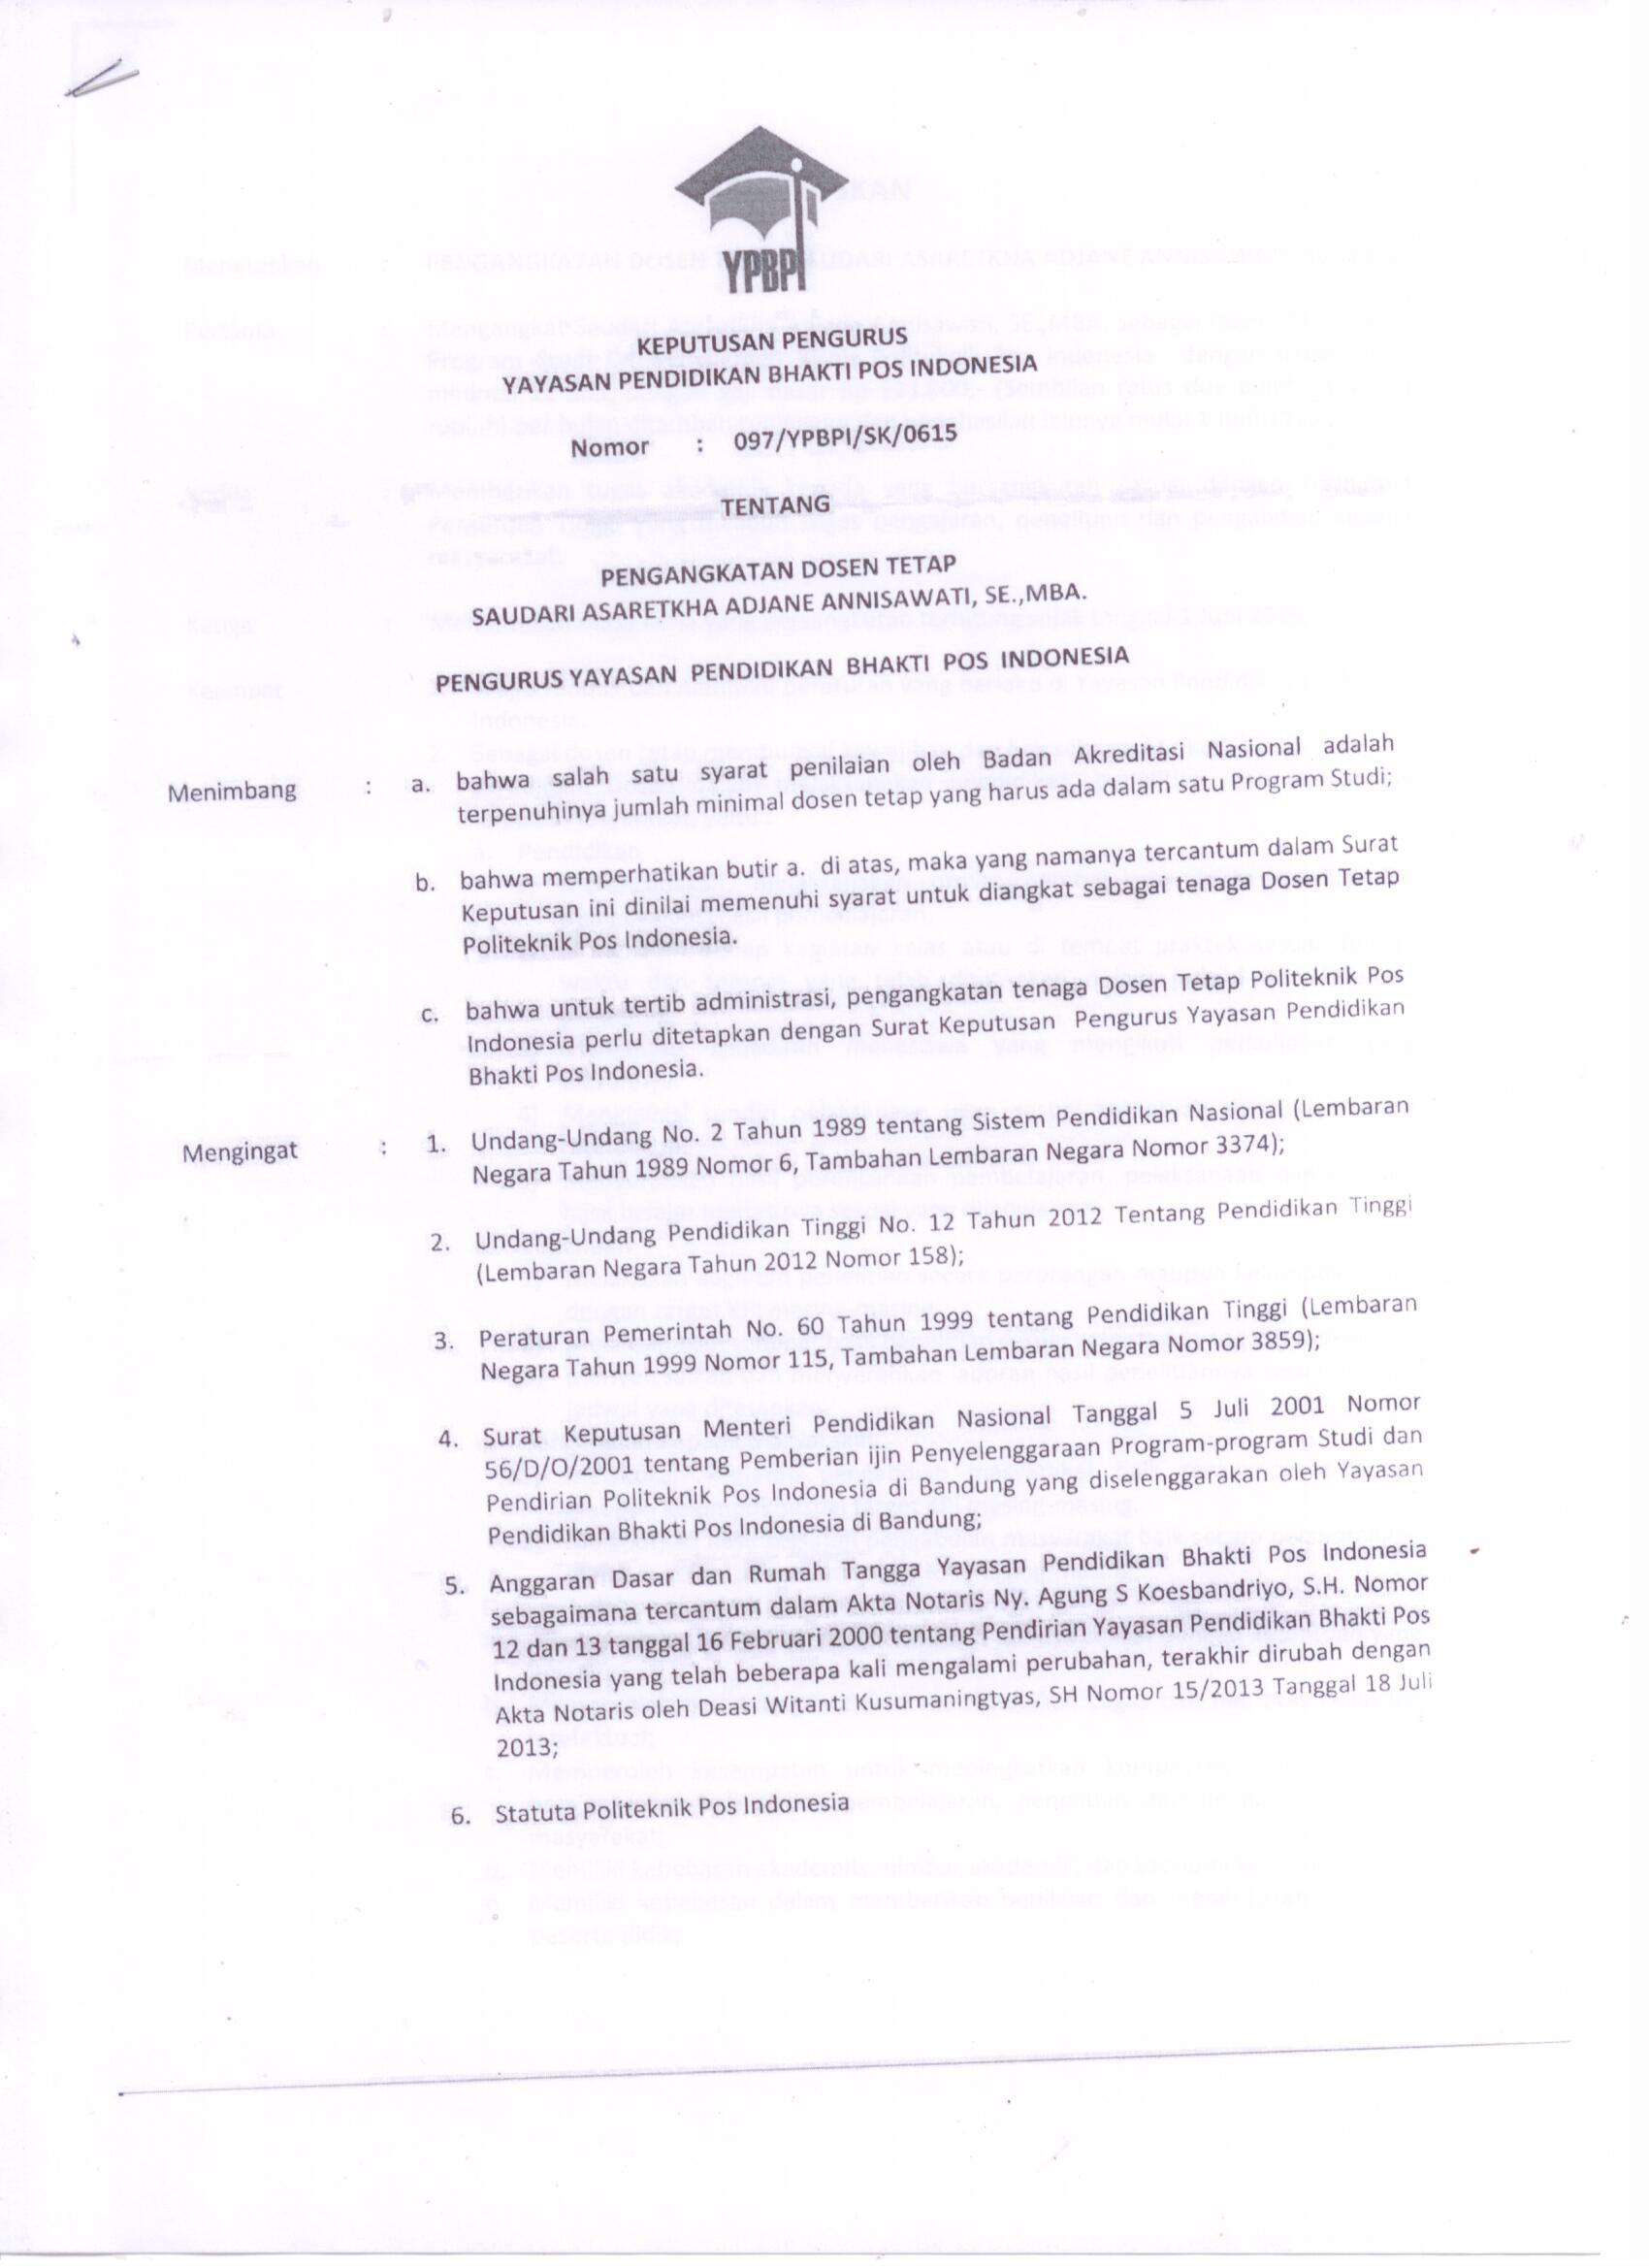 YPBPI
KEPUTUSAN PENGURUS
YAYASAN PENDIDIKAN BHAKTI POS INDONESIA
Nomor : 097/YPBPI/SK/0615
TENTANG
PENGANGKATAN DOSEN TETAP
SAUDARI ASARETKHA ADJANE ANNISAWATI, SE.,MBA.
PENGURUS YAYASAN PENDIDIKAN BHAKTI POS INDONESIA
Menimbang : a. bahwa salah satu syarat penilaian oleh Badan Akreditasi Nasional adalah
terpenuhinya jumlah minimal dosen tetap yang harus ada dalam satu Program Studi;
b. bahwa memperhatikan butir a. di atas, maka yang namanya tercantum dalam Surat
Keputusan ini dinilai memenuhi syarat untuk diangkat sebagai tenaga Dosen Tetap
Politeknik Pos Indonesia.
c. bahwa untuk tertib administrasi, pengangkatan tenaga Dosen Tetap Politeknik Pos
Indonesia perlu ditetapkan dengan Surat Keputusan Pengurus Yayasan Pendidikan
Bhakti Pos Indonesia.
Mengingat : 1. Undang-Undang No. 2 Tahun 1989 tentang Sistem Pendidikan Nasional (Lembaran
Negara Tahun 1989 Nomor 6, Tambahan Lembaran Negara Nomor 3374);
2. Undang-Undang Pendidikan Tinggi No. 12 Tahun 2012 Tentang Pendidikan Tinggi
(Lembaran Negara Tahun 2012 Nomor 158);
3. Peraturan Pemerintah No. 60 Tahun 1999 tentang Pendidikan Tinggi (Lembaran
Negara Tahun 1999 Nomor 115, Tambahan Lembaran Negara Nomor 3859);
4. Surat Keputusan Menteri Pendidikan Nasional Tanggal 5 Juli 2001 Nomor
56/D/O/2001 tentang Pemberian ijin Penyelenggaraan Program-program Studi dan
Pendirian Politeknik Pos Indonesia di Bandung yang diselenggarakan oleh Yayasan
Pendidikan Bhakti Pos Indonesia di Bandung;
5. Anggaran Dasar dan Rumah Tangga Yayasan Pendidikan Bhakti Pos Indonesia
sebagaimana tercantum dalam Akta Notaris Ny. Agung S Koesbandriyo, S.H. Nomor
12 dan 13 tanggal 16 Februari 2000 tentang Pendirian Yayasan Pendidikan Bhakti Pos
Indonesia yang telah beberapa kali mengalami perubahan, terakhir dirubah dengan
Akta Notaris oleh Deasi Witanti Kusumaningtyas, SH Nomor 15/2013 Tanggal 18 Juli
2013;
6. Statuta Politeknik Pos Indonesia